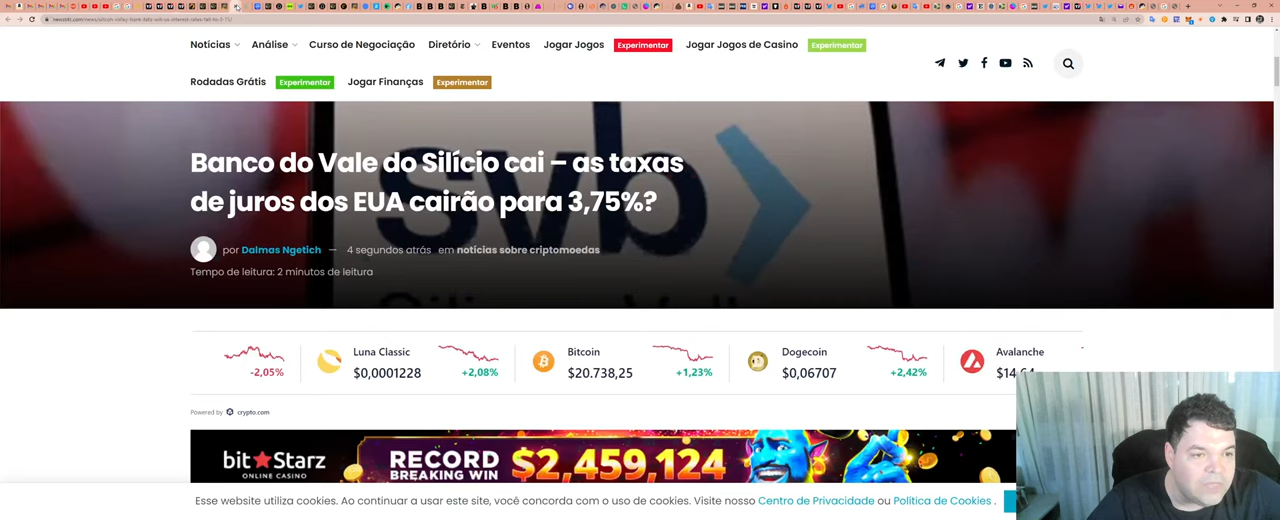 Notícias Análise Curso de Negociação Diretório Eventos Jogar Jogos Experimentar Jogar Jogos de Casino Experimentar
Rodadas Grátis Experimentar Jogar Finanças Experimentar
svb
Banco do Vale do Silício cai – as taxas
de juros dos EUA cairão para 3,75%?
por Dalmas Ngetich — 4 segundos atrás em notícias sobre criptomoedas
Tempo de leitura: 2 minutos de leitura
Luna Classic Bitcoin Dogecoin Avalanche
-2,05% $0,0001228 +2,08% $20.738,25 +1,23% $0,06707 +2,42% $14,64
Powered by crypto.com
bitStarz
ONLINE CASINO
RECORD
BREAKING WIN
$2,459,124
Esse website utiliza cookies. Ao continuar a usar este site, você concorda com o uso de cookies. Visite nosso Centro de Privacidade ou Política de Cookies .